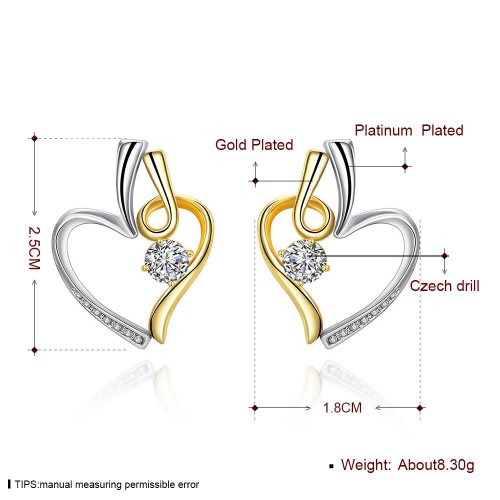 Platinum Plated
Gold Plated
2.5CM
Czech drill
1.8CM
Weight: About8.30g
TIPS:manual measuring permissible error